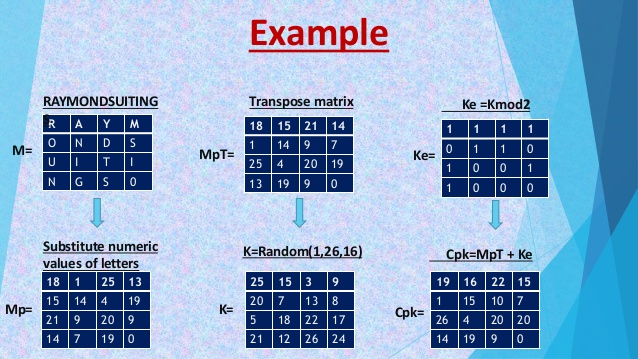 Example
RAYMONDSUITING
S
M=
R A Y M
O N D S
U I T I
N G S 0
Transpose matrix
MpT=
18 15 21 14
1 14 9 7
25 4 20 19
13 19 9 0
Ke =Kmod2
Ke=
1 1 1 1
0 1 1 0
1 0 0 1
1 0 0 0
Substitute numeric
values of letters
Mp=
18 1 25 13
15 14 4 19
21 9 20 9
14 7 19 0
K=Random(1,26,16)
K=
25 15 3 9
20 7 13 8
5 18 22 17
21 12 26 24
Cpk=MpT + Ke
Cpk=
19 16 22 15
1 15 10 7
26 4 20 20
14 19 9 0